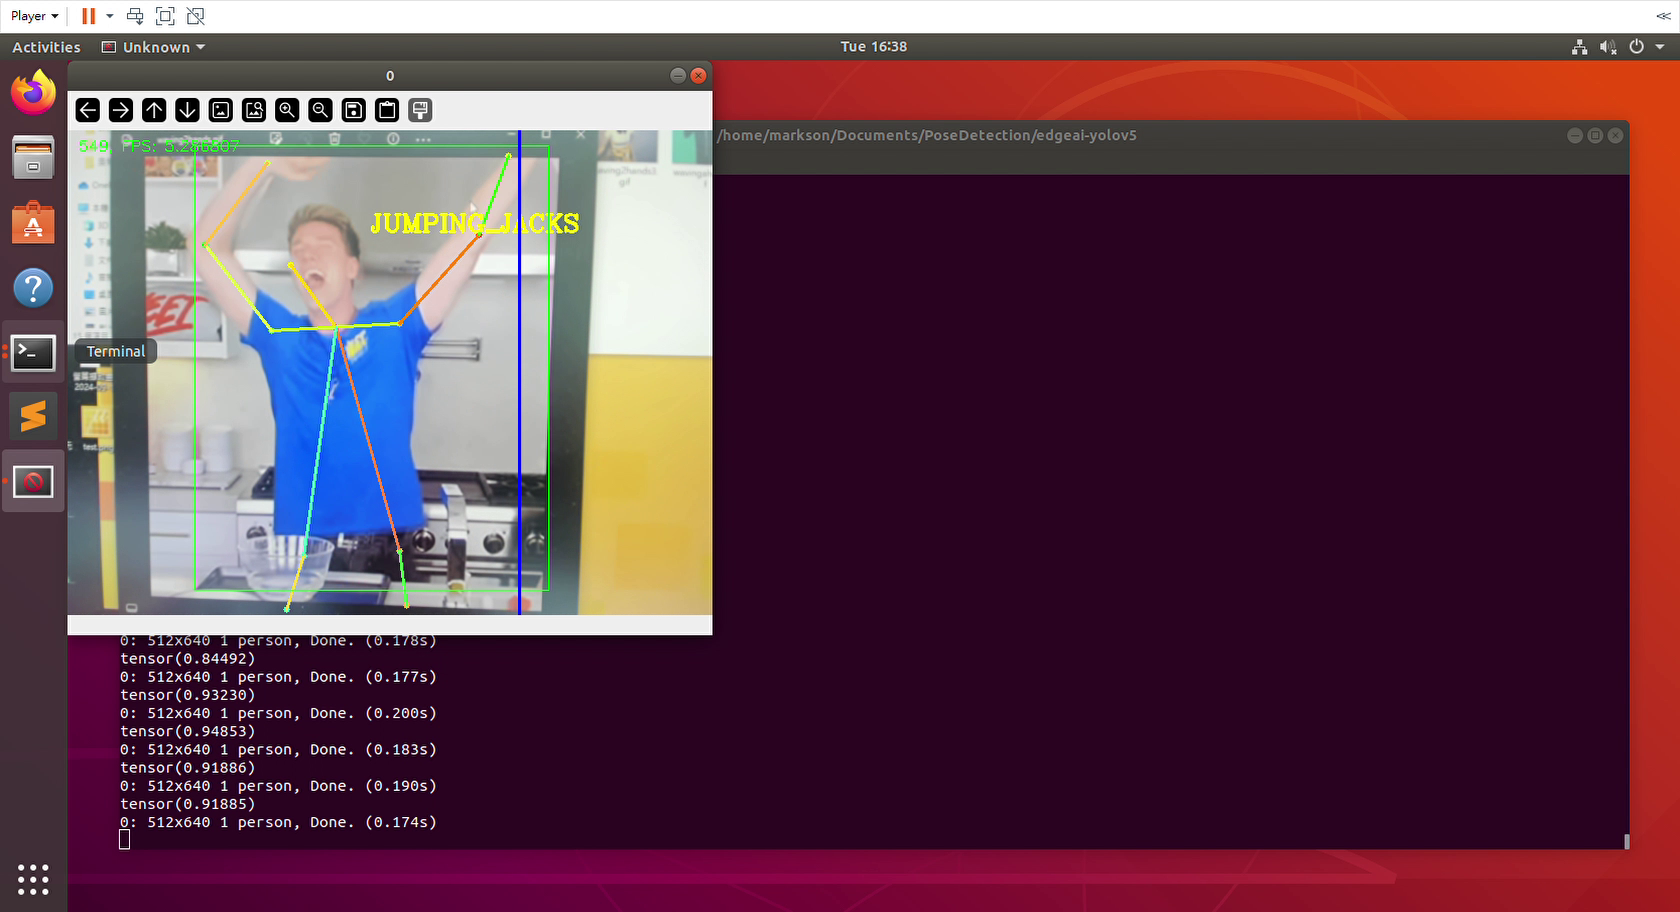 Player
Activities
Unknown
Tue 16:38
0
/home/markson/Documents/PoseDetection/edgeai-yolov5
549 FPS: 5.286807
JUMPING_JACKS
Terminal
2024-
test.png
0: 512x640 1 person, Done. (0.178s)
tensor(0.84492)
0: 512x640 1 person, Done. (0.177s)
tensor(0.93230)
0: 512x640 1 person, Done. (0.200s)
tensor(0.94853)
0: 512x640 1 person, Done. (0.183s)
tensor(0.91886)
0: 512x640 1 person, Done. (0.190s)
tensor(0.91885)
0: 512x640 1 person, Done. (0.174s)